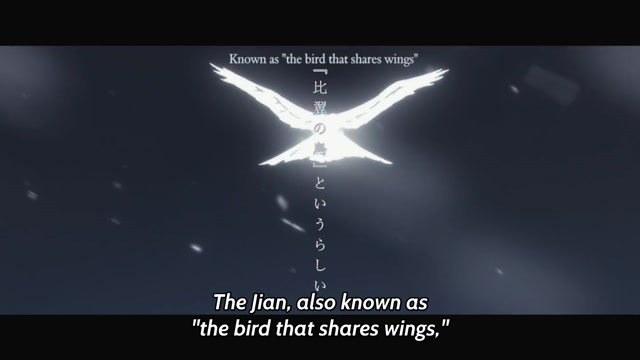 Known as "the bird that shares wings"
『比翼の鳥』というらしい
The Jian, also known as
"the bird that shares wings,"